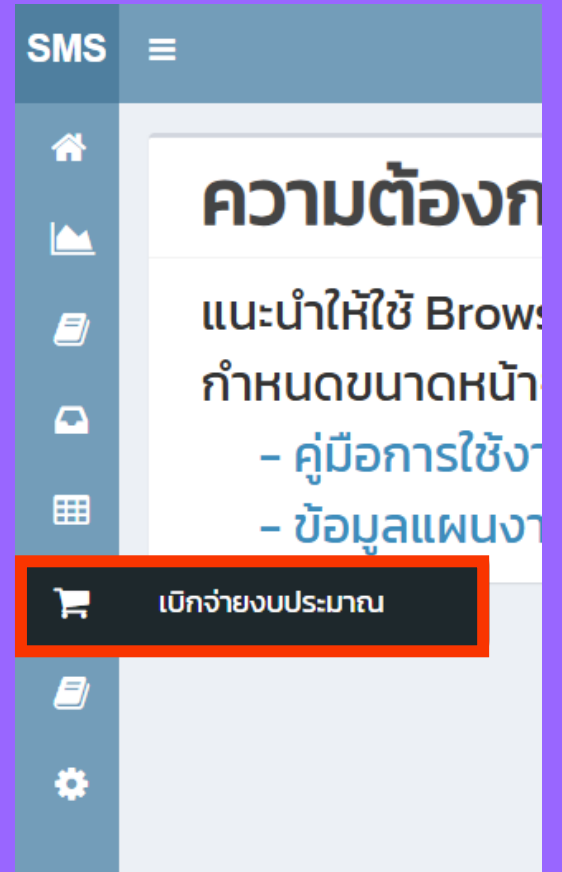 SMS
ความต้องก
แนะนำให้ใช้ Brows
กำหนดขนาดหน้า
- คู่มือการใช้งา
- ข้อมูลแผนงา
เบิกจ่ายงบประมาณ